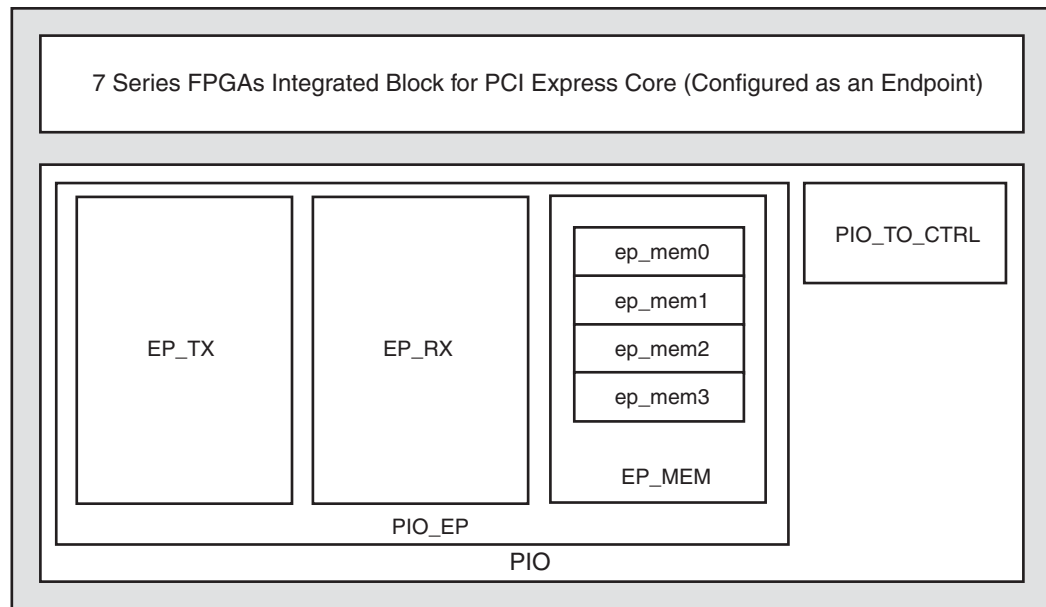 7 Series FPGAs Integrated Block for PCI Express Core (Configured as an Endpoint)
EP_TX
EP_RX
ep_mem0
ep_mem1
ep_mem2
ep_mem3
EP_MEM
PIO_TO_CTRL
PIO_EP
PIO